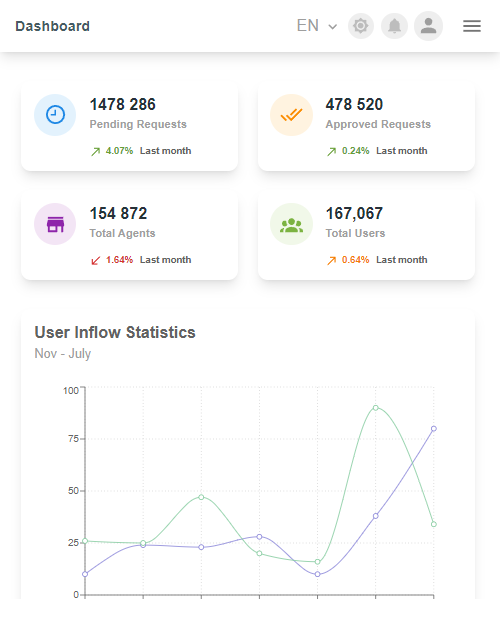 Dashboard
EN
1478 286
Pending Requests
4.07% Last month
478 520
Approved Requests
0.24% Last month
154 872
Total Agents
1.64% Last month
167,067
Total Users
0.64% Last month
User Inflow Statistics
Nov - July
100
75
50
25
0